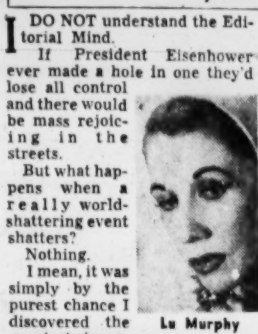 I DO NOT understand the Edi-
torial Mind.
If President Eisenhower
ever made a hole in one they'd
lose all control
and there would
be mass rejoic-
ing in the
streets.
But what hap-
pens when a
really world-
shattering event
shatters?
Nothing.
I mean, it was
simply by the
purest chance I
discovered the
Lu Murphy